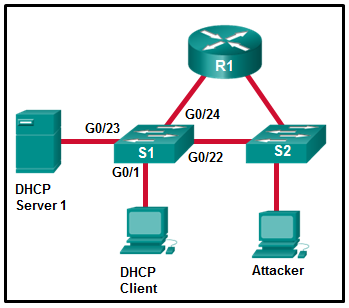 R1
G0/24
G0/23
S1
G0/22
S2
G0/1
DHCP
Server 1
DHCP
Client
Attacker